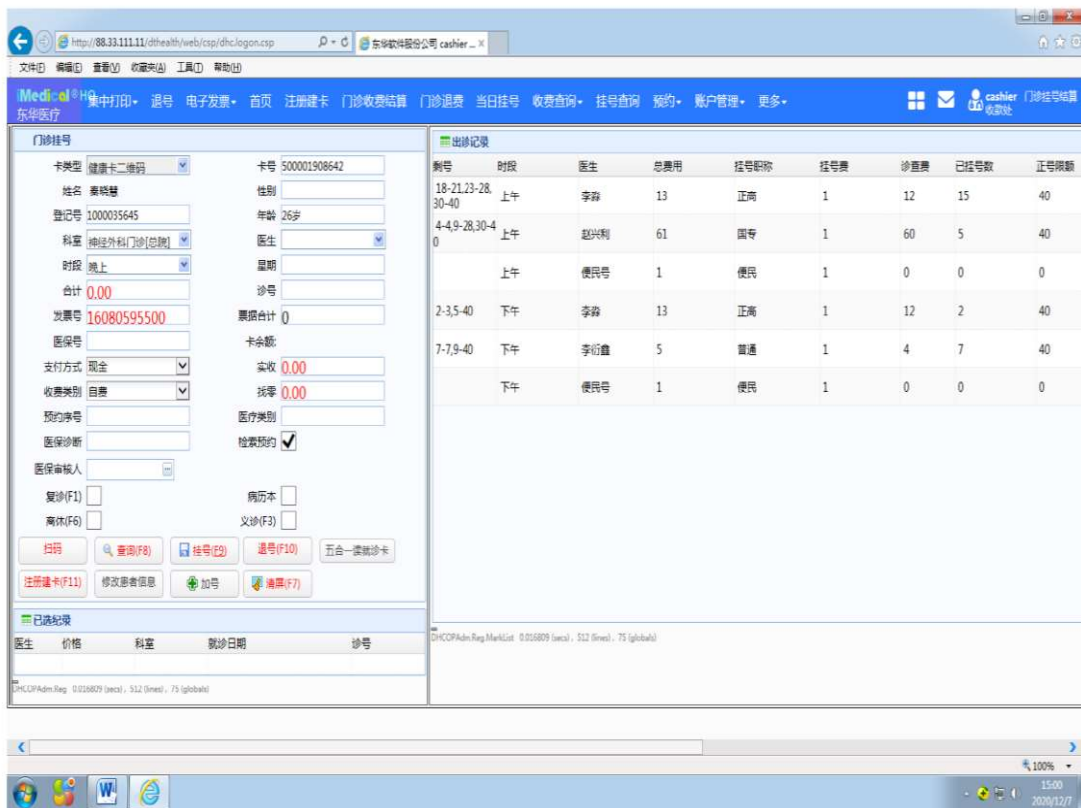 http://88.33.111.11/dthealth/web/csp/dhc.logon.csp
东华软件股份公司 cashier ...
文件(F) 编辑(E) 查看(V) 收藏夹(A) 工具(T) 帮助(H)
iMedical®HQ
东华医疗
集中打印 退号 电子发票 首页 注册建卡 门诊收费结算 门诊退费 当日挂号 收费查询 挂号查询 预约 账户管理 更多
cashier 门诊挂号结算
收款处
门诊挂号
卡类型 健康卡二维码 卡号 500001908642
姓名 秦晓慧 性别
登记号 1000035645 年龄 26岁
科室 神经外科门诊[总院] 医生
时段 晚上 星期
合计 0.00 诊号
发票号 16080595500 票据合计 0
医保号 卡余额:
支付方式 现金 实收 0.00
收费类别 自费 找零 0.00
预约序号 医疗类别
医保诊断 检索预约
医保审核人
复诊(F1) 病历本
离休(F6) 义诊(F3)
扫码 查询(F8) 挂号(F9) 退号(F10) 五合一读就诊卡
注册建卡(F11) 修改患者信息 加号 清屏(F7)
已选纪录
医生 价格 科室 就诊日期 诊号
DHCOPAdm.Reg 0.016809 (secs) , 512 (lines) , 75 (globals)
出诊记录
剩号 时段 医生 总费用 挂号职称 挂号费 诊查费 已挂号数 正号限额
18-21,23-28,30-40 上午 李淼 13 正高 1 12 15 40
4-4,9-28,30-40 上午 赵兴利 61 国专 1 60 5 40
上午 便民号 1 便民 1 0 0 0
2-3,5-40 下午 李淼 13 正高 1 12 2 40
7-7,9-40 下午 李衍鑫 5 普通 1 4 7 40
下午 便民号 1 便民 1 0 0 0
DHCOPAdm.Reg.MarkList 0.016809 (secs) , 512 (lines) , 75 (globals)
100%
15:00
2020/12/7